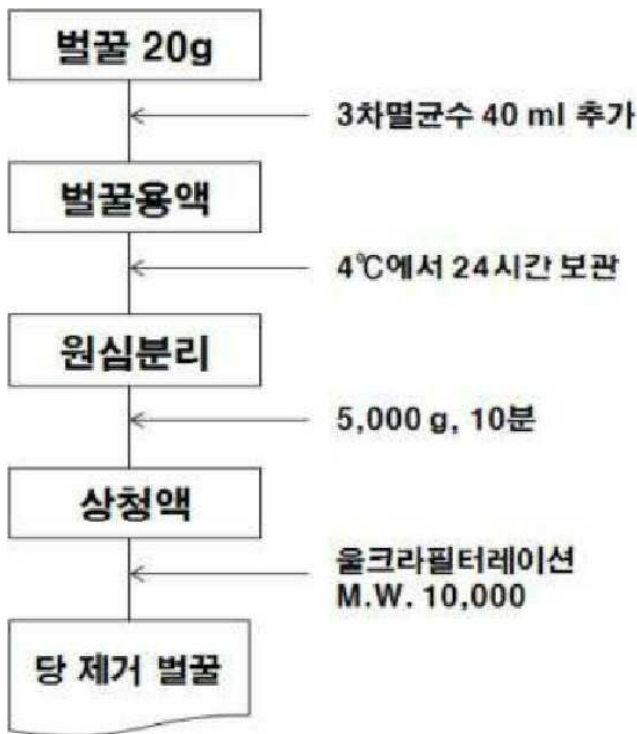 벌꿀 20g
3차멸균수 40 ml 추가
벌꿀용액
4℃에서 24시간 보관
원심분리
5,000 g, 10분
상청액
울크라필터레이션
M.W. 10,000
당 제거 벌꿀